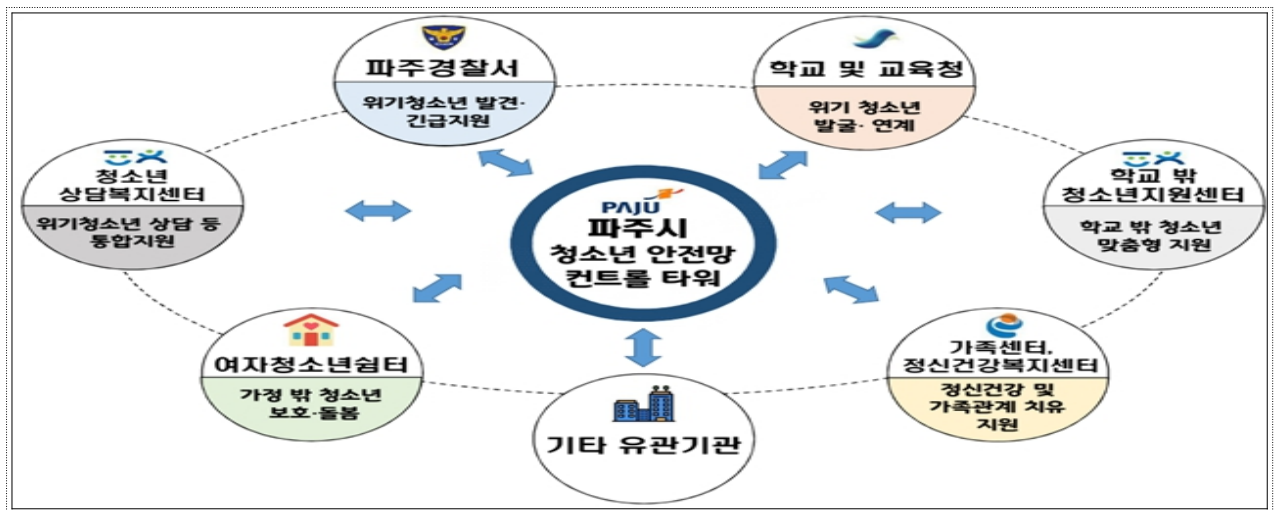 파주경찰서
위기청소년 발견·
긴급지원
학교 및 교육청
위기 청소년
발굴· 연계
청소년
상담복지센터
위기청소년 상담 등
통합지원
PAJU
파주시
청소년 안전망
컨트롤 타워
학교 밖
청소년지원센터
학교 밖 청소년
맞춤형 지원
여자청소년쉼터
가정 밖 청소년
보호·돌봄
기타 유관기관
가족센터,
정신건강복지센터
정신건강 및
가족관계 치유
지원